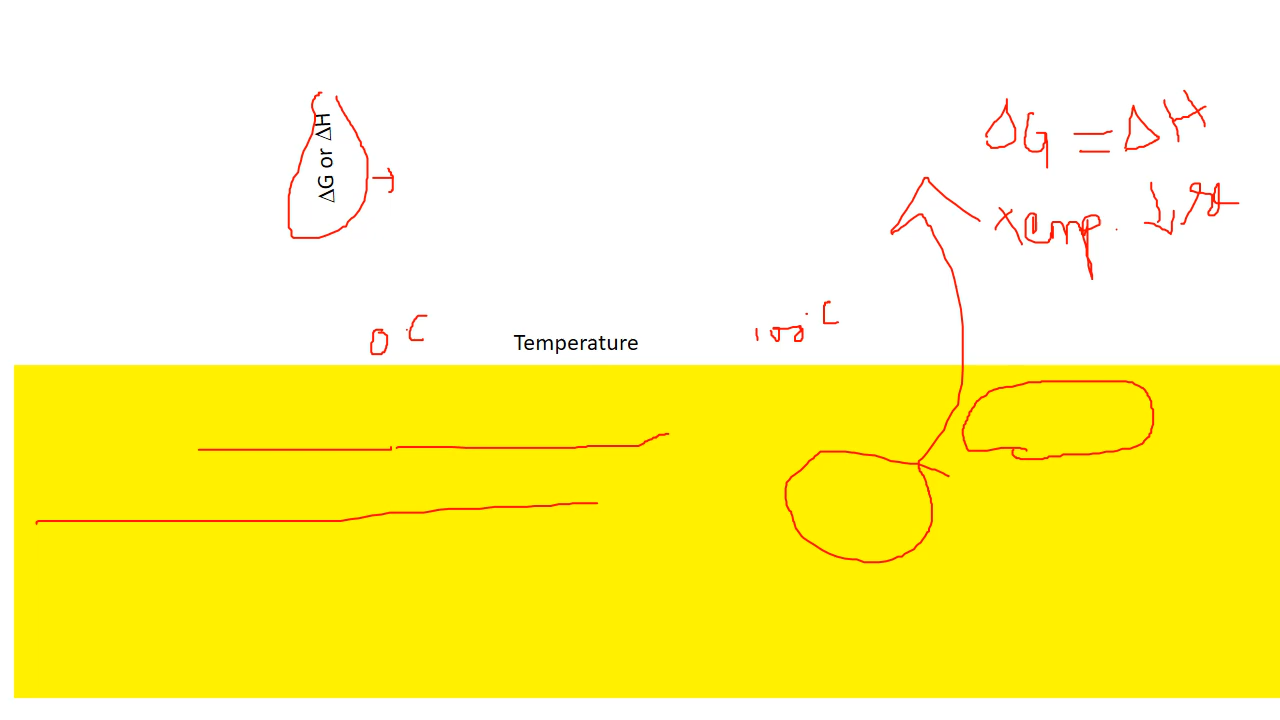 ΔG or ΔH
ΔG = ΔH
temp. ↓
0 °C
Temperature
100°C